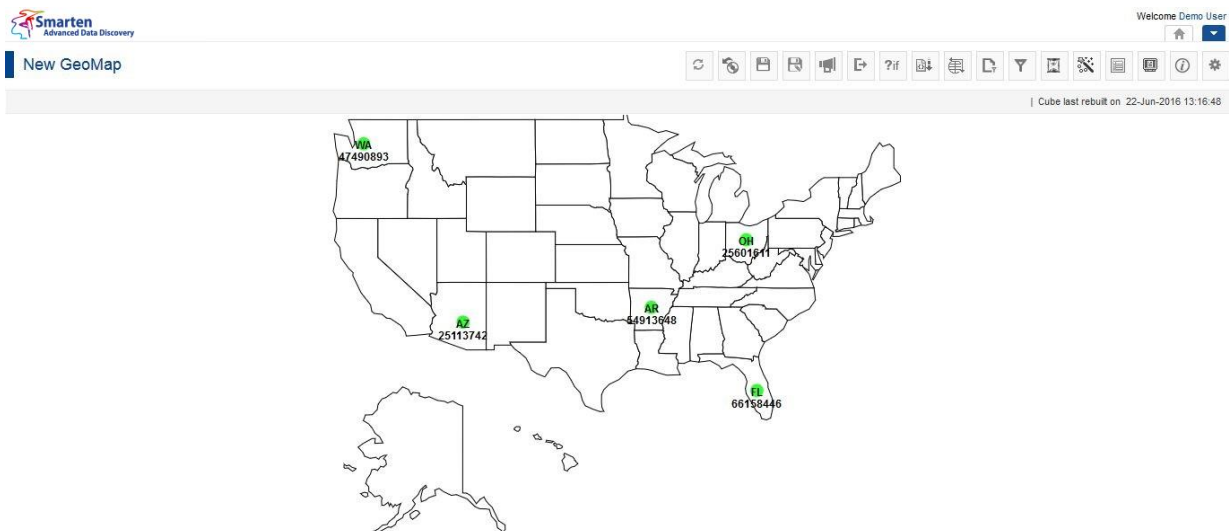 Smarten
Advanced Data Discovery
Welcome Demo User
New GeoMap
?if
| Cube last rebuilt on 22-Jun-2016 13:16:48
WA
47490893
OH
25601611
AR
54913648
AZ
25113742
FL
66158446